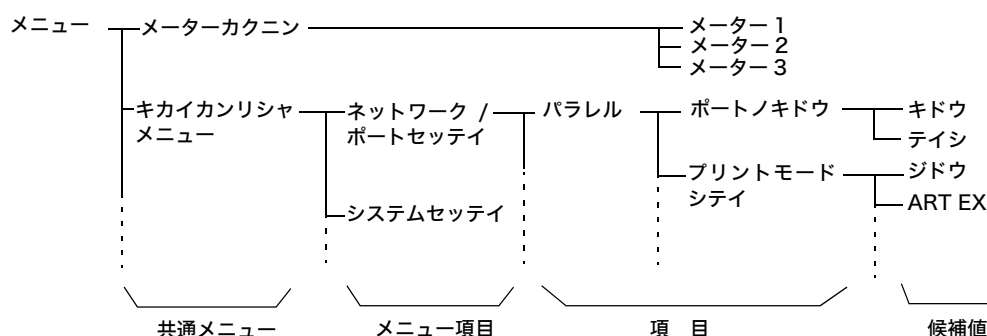 メニュー
メーターカクニン
メーター 1
メーター 2
メーター 3
キカイカンリシャ
メニュー
ネットワーク /
ポートセッテイ
パラレル
ポートノキドウ
キドウ
テイシ
プリントモード
シテイ
ジドウ
ART EX
システムセッテイ
共通メニュー
メニュー項目
項 目
候補値